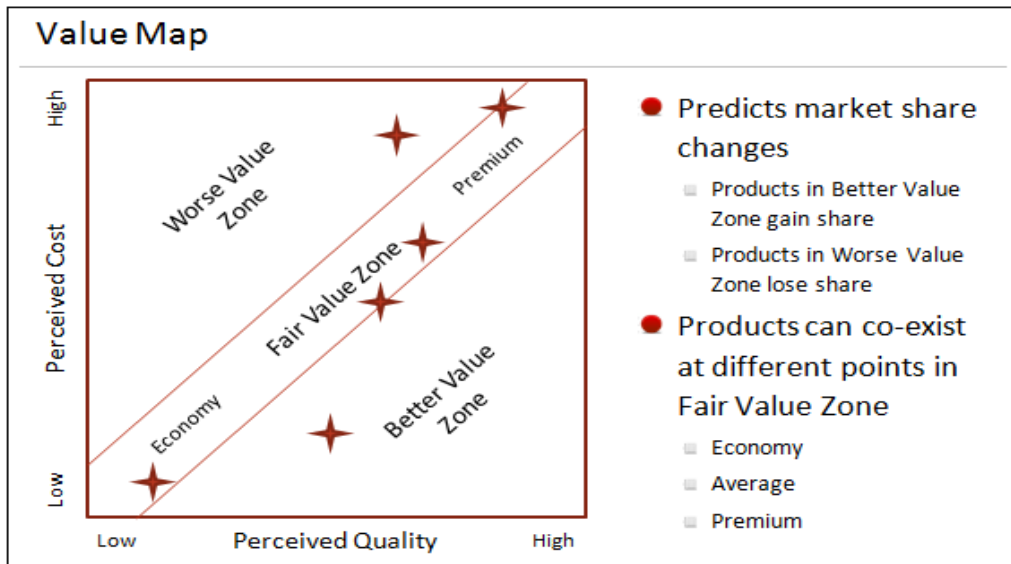 Value Map
High
Worse Value
Zone
Premium
Perceived Cost
Fair Value Zone
Better Value
Zone
Economy
Low
Low
Perceived Quality
High
Predicts market share
changes
Products in Better Value
Zone gain share
Products in Worse Value
Zone lose share
Products can co-exist
at different points in
Fair Value Zone
Economy
Average
Premium